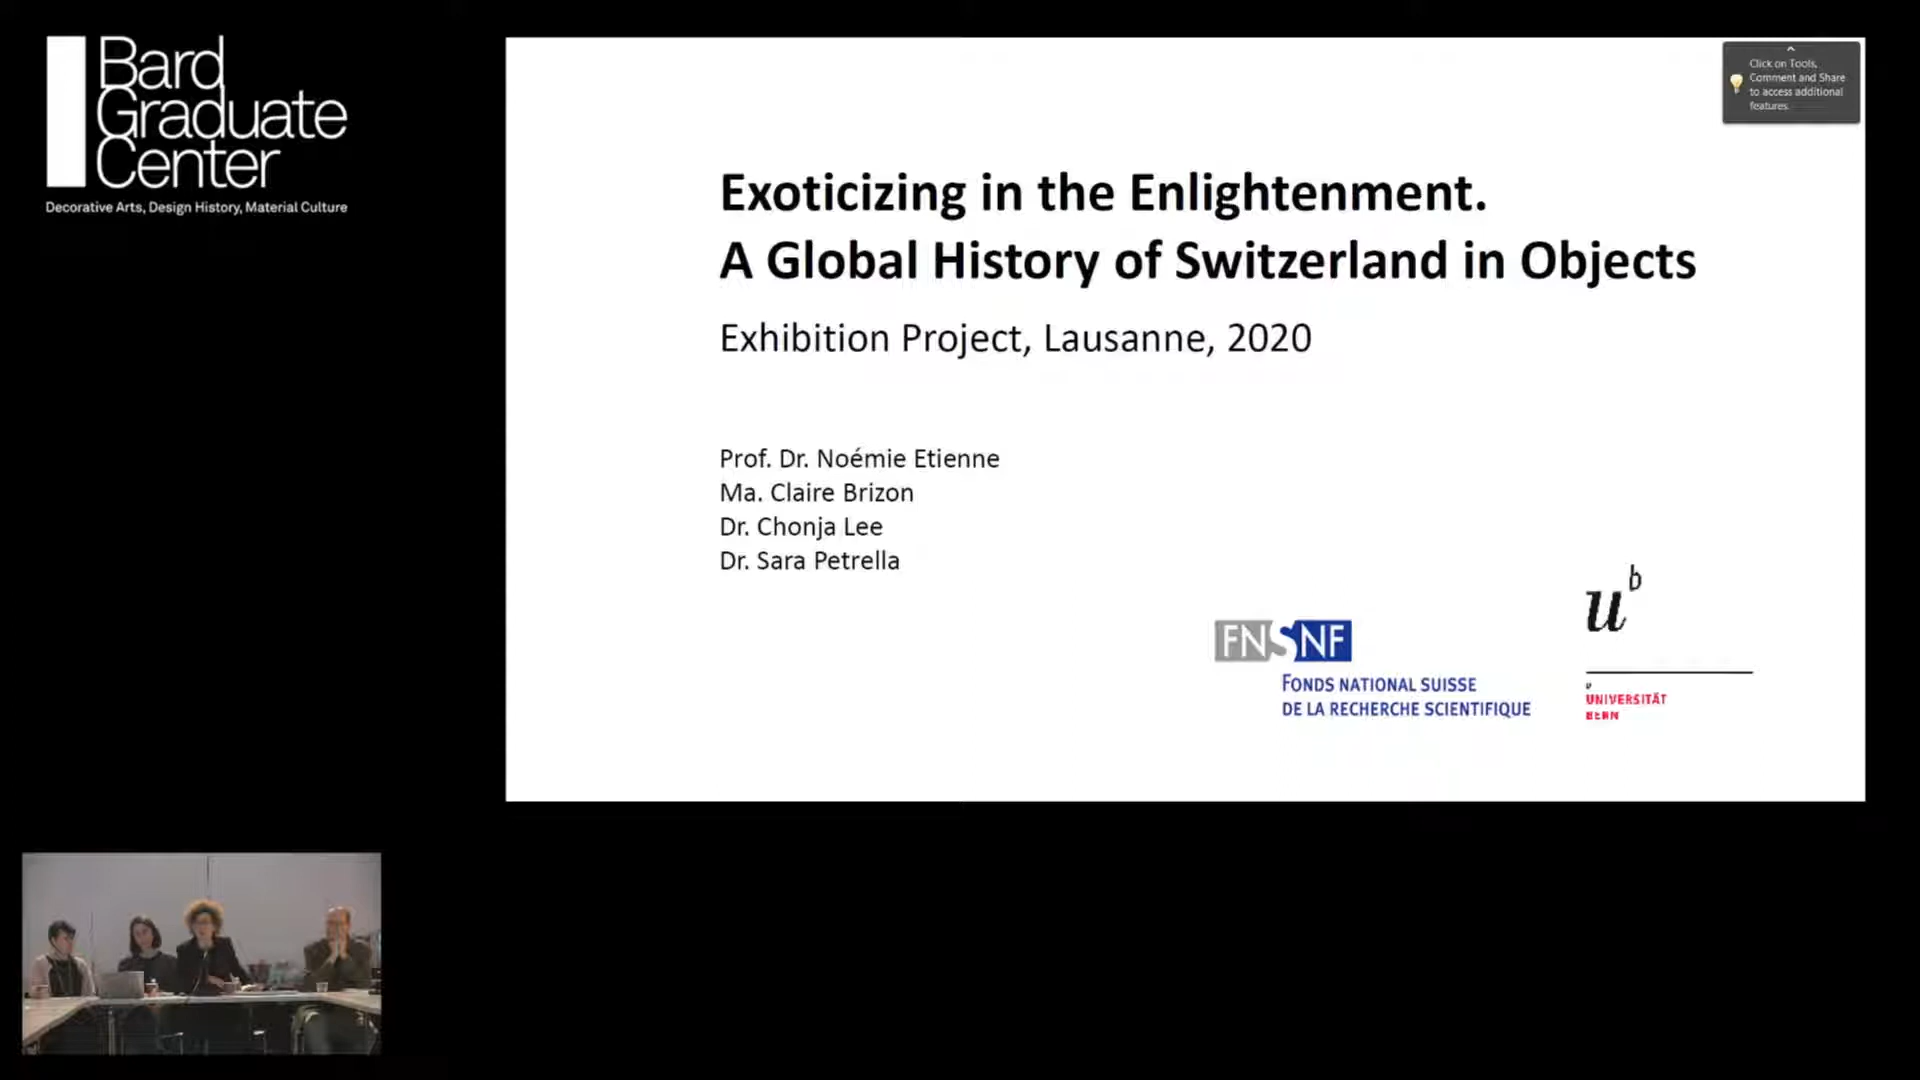 Bard
Graduate
Center
Decorative Arts, Design History, Material Culture
Click on Tools,
Comment and Share
to access additional
features.
Exoticizing in the Enlightenment.
A Global History of Switzerland in Objects
Exhibition Project, Lausanne, 2020
Prof. Dr. Noémie Etienne
Ma. Claire Brizon
Dr. Chonja Lee
Dr. Sara Petrella
FNSNF
FONDS NATIONAL SUISSE
DE LA RECHERCHE SCIENTIFIQUE
u b
b
UNIVERSITÄT
BERN